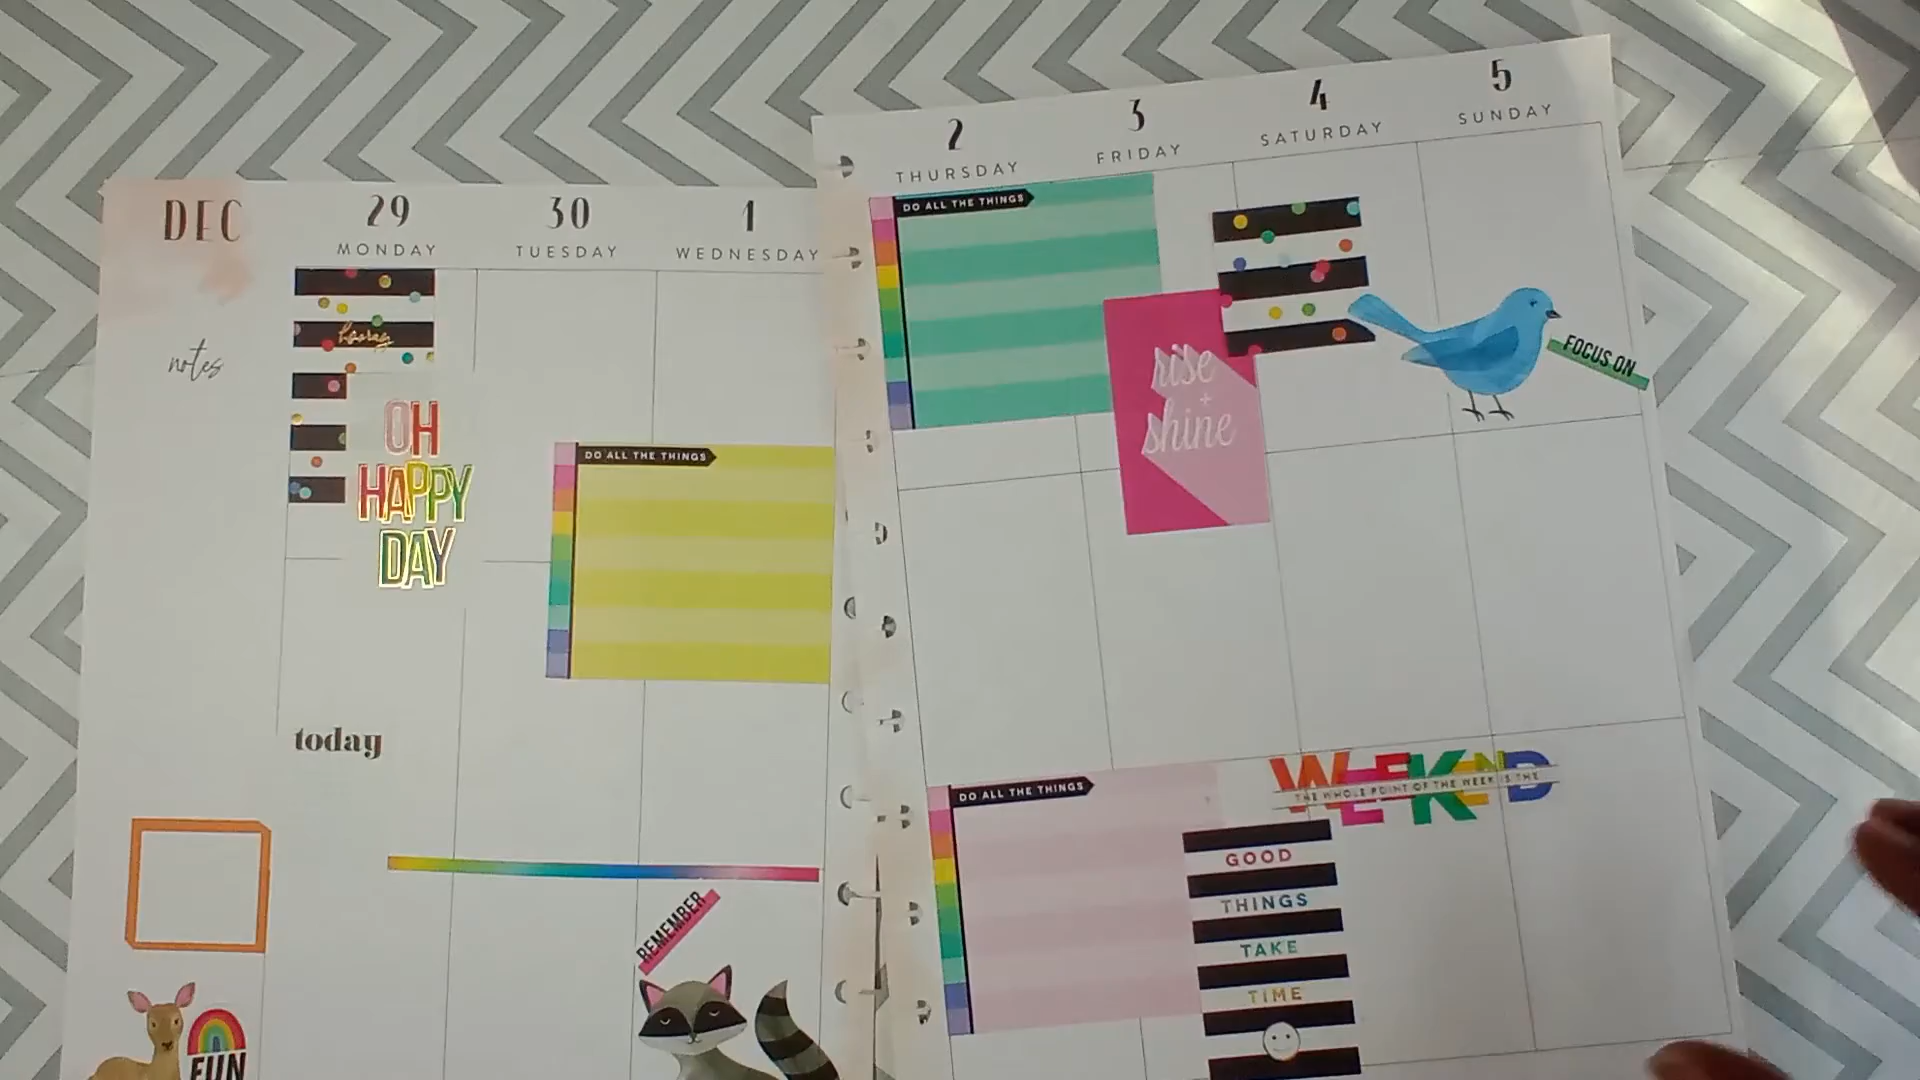 DEC
29
MONDAY
30
TUESDAY
1
WEDNESDAY
notes
hooray
OH
HAPPY
DAY
DO ALL THE THINGS
today
REMEMBER
FUN
2
THURSDAY
3
FRIDAY
4
SATURDAY
5
SUNDAY
DO ALL THE THINGS
rise
+
shine
FOCUS ON
DO ALL THE THINGS
WEEKEND
THE WHOLE POINT OF THE WEEK IS THE
GOOD
THINGS
TAKE
TIME